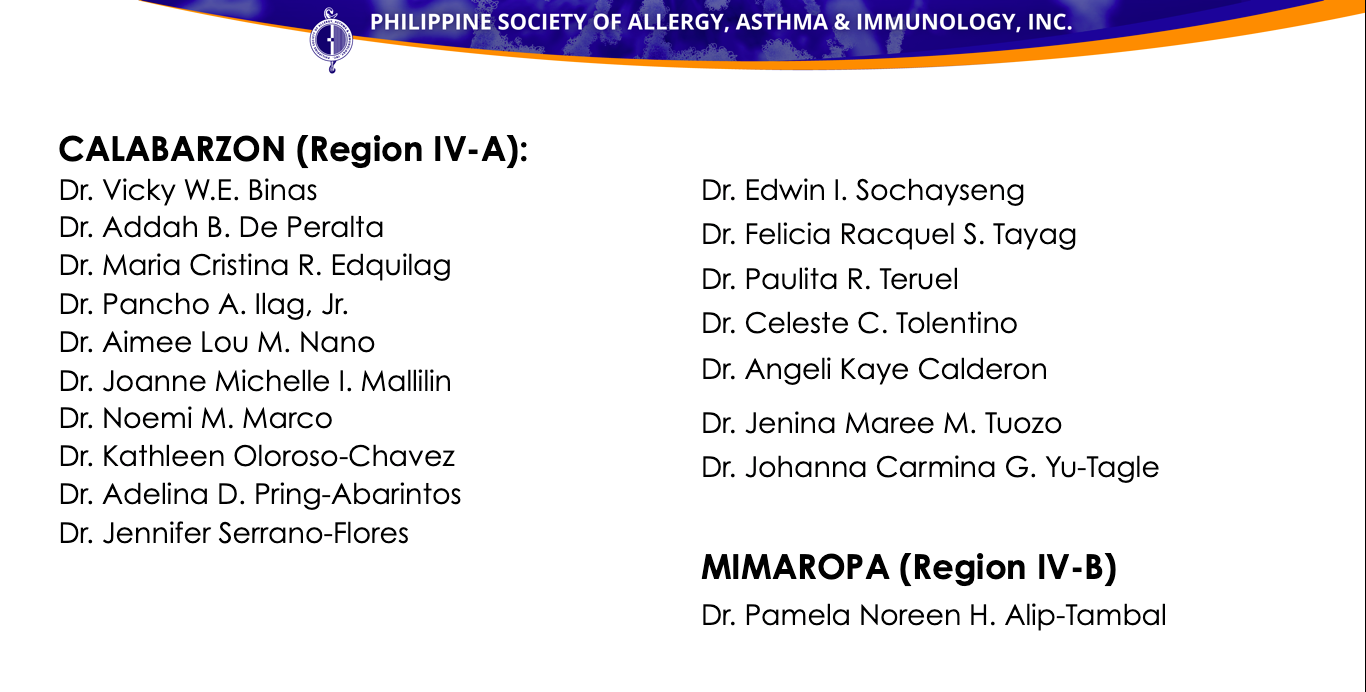 PHILIPPINE SOCIETY OF ALLERGY, ASTHMA & IMMUNOLOGY, INC.
CALABARZON (Region IV-A):
Dr. Vicky W.E. Binas
Dr. Addah B. De Peralta
Dr. Maria Cristina R. Edquilag
Dr. Pancho A. Ilag, Jr.
Dr. Aimee Lou M. Nano
Dr. Joanne Michelle I. Mallilin
Dr. Noemi M. Marco
Dr. Kathleen Oloroso-Chavez
Dr. Adelina D. Pring-Abarintos
Dr. Jennifer Serrano-Flores
Dr. Edwin I. Sochayseng
Dr. Felicia Racquel S. Tayag
Dr. Paulita R. Teruel
Dr. Celeste C. Tolentino
Dr. Angeli Kaye Calderon
Dr. Jenina Maree M. Tuozo
Dr. Johanna Carmina G. Yu-Tagle
MIMAROPA (Region IV-B)
Dr. Pamela Noreen H. Alip-Tambal